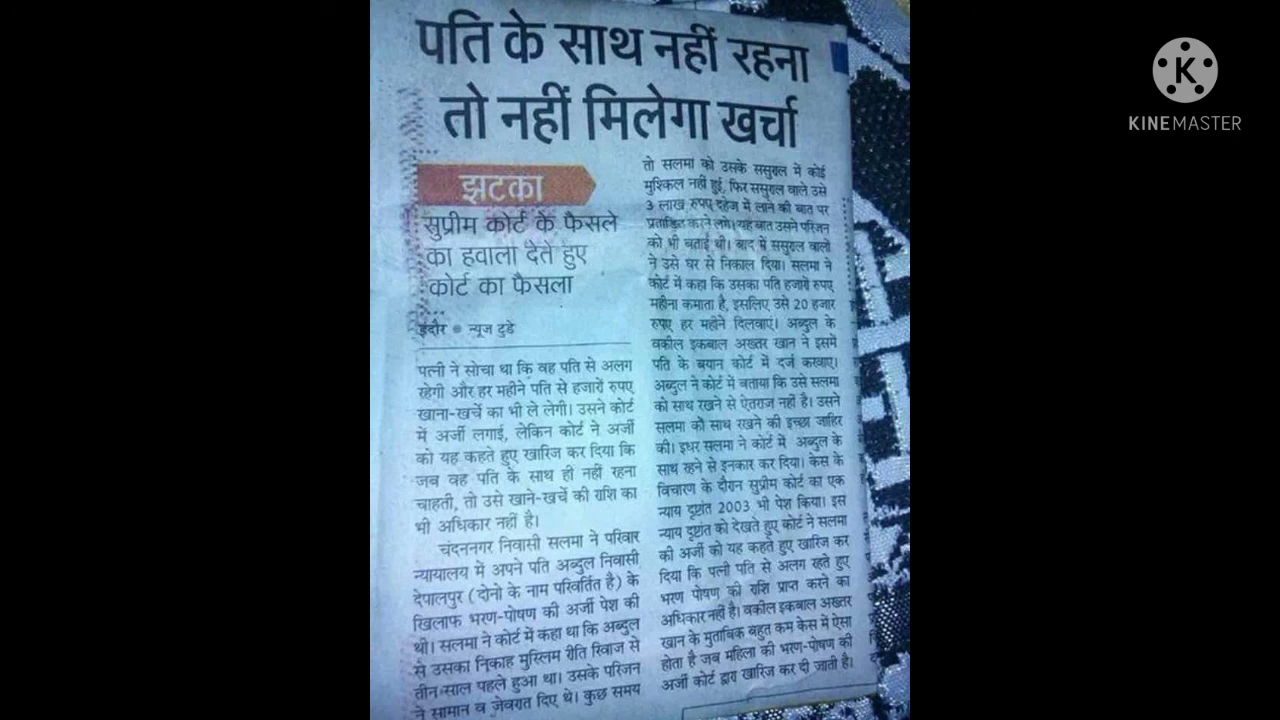 पति के साथ नहीं रहना
तो नहीं मिलेगा खर्चा
झटका
सुप्रीम कोर्ट के फैसले
का हवाला देते हुए
कोर्ट का फैसला
इंदौर ● न्यूज टुडे
पत्नी ने सोचा था कि वह पति से अलग
रहेगी और हर महीने पति से हजारों रुपए
खाना-खर्चे का भी ले लेगी। उसने कोर्ट
में अर्जी लगाई, लेकिन कोर्ट ने अर्जी
को यह कहते हुए खारिज कर दिया कि
जब वह पति के साथ ही नहीं रहना
चाहती, तो उसे खाने-खर्चे की राशि का
भी अधिकार नहीं है।
चंदननगर निवासी सलमा ने परिवार
न्यायालय में अपने पति अब्दुल निवासी
देपालपुर (दोनो के नाम परिवर्तित है) के
खिलाफ भरण-पोषण की अर्जी पेश की
थी। सलमा ने कोर्ट में कहा था कि अब्दुल
से उसका निकाह मुस्लिम रीति रिवाज से
तीन साल पहले हुआ था। उसके परिजन
ने सामान व ज़ेवरात दिए थे। कुछ समय
तो सलमा को उसके ससुराल में कोई
मुश्किल नहीं हुई, फिर ससुराल वाले उसे
3 लाख रुपए दहेज में लाने की बात पर
प्रताड़ित करने लगे। यह बात उसने परिजन
को भी बताई थी। बाद में ससुराल वालों
ने उसे घर से निकाल दिया। सलमा ने
कोर्ट में कहा कि उसका पति हजारों रुपए
महीना कमाता है, इसलिए उसे 20 हजार
रुपए हर महीने दिलवाएं। अब्दुल के
वकील इकबाल अख्तर खान ने इसमें
पति के बयान कोर्ट में दर्ज करवाए।
अब्दुल ने कोर्ट में बताया कि उसे सलमा
को साथ रखने से ऐतराज नहीं है। उसने
सलमा को साथ रखने की इच्छा जाहिर
की। इधर सलमा ने कोर्ट में अब्दुल के
साथ रहने से इनकार कर दिया। केस के
विचारण के दौरान सुप्रीम कोर्ट का एक
न्याय दृष्टांत 2003 भी पेश किया। इस
न्याय दृष्टांत को देखते हुए कोर्ट ने सलमा
की अर्जी को यह कहते हुए खारिज कर
दिया कि पत्नी पति से अलग रहते हुए
भरण पोषण की राशि प्राप्त करने का
अधिकार नहीं है। वकील इकबाल अख्तर
खान के मुताबिक बहुत कम केस में ऐसा
होता है जब महिला की भरण-पोषण की
अर्जी कोर्ट द्वारा खारिज कर दी जाती है।
K
KINEMASTER